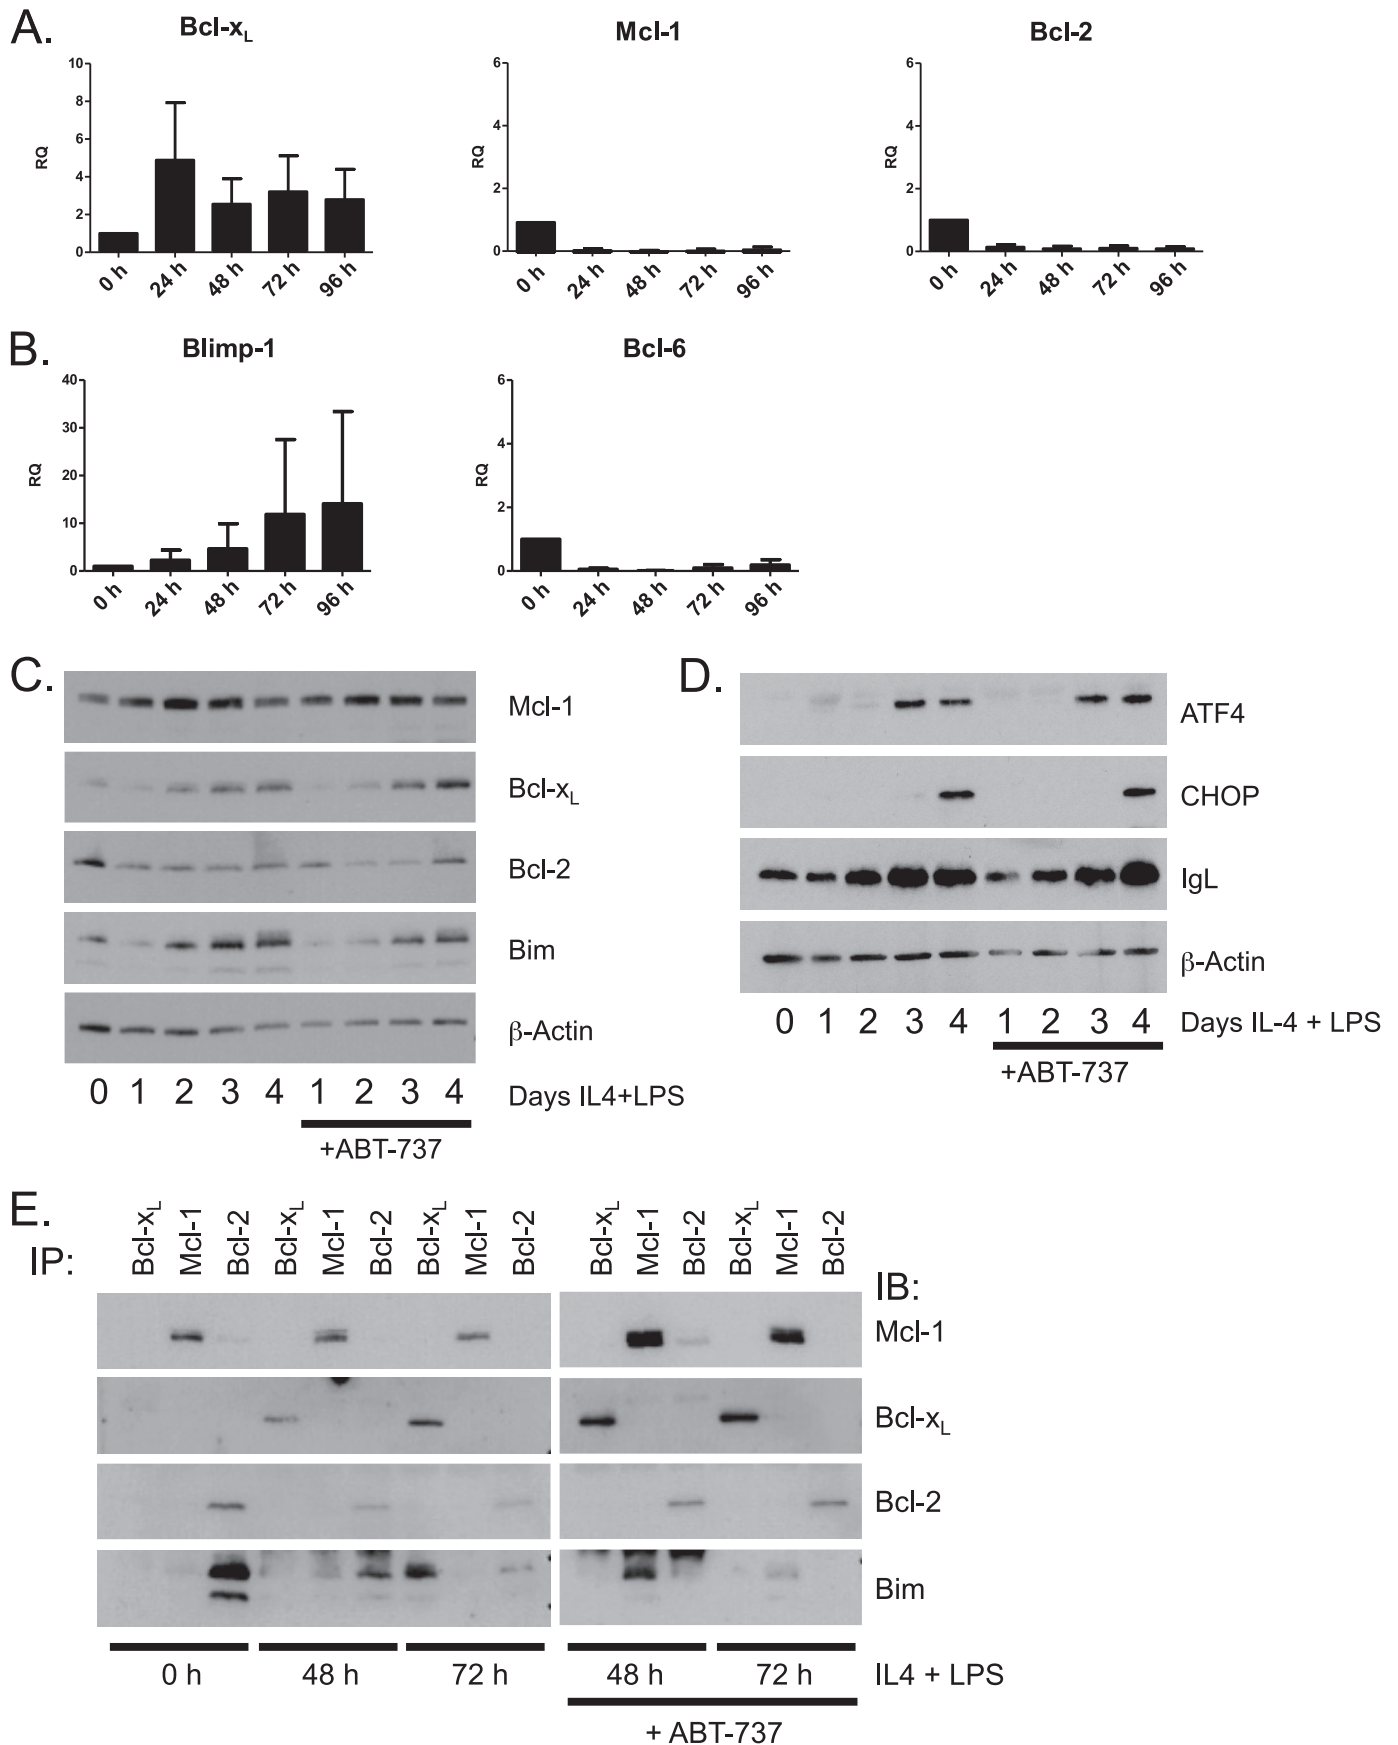 A.
Bcl-xL
Mcl-1
Bcl-2
10
8
6
4
2
0
RQ
0 h
24 h
48 h
72 h
96 h
6
4
2
0
RQ
0 h
24 h
48 h
72 h
96 h
6
4
2
0
RQ
0 h
24 h
48 h
72 h
96 h
B.
Blimp-1
Bcl-6
40
30
20
10
0
RQ
0 h
24 h
48 h
72 h
96 h
6
4
2
0
RQ
0 h
24 h
48 h
72 h
96 h
C.
Mcl-1
Bcl-xL
Bcl-2
Bim
β-Actin
0 1 2 3 4 1 2 3 4 Days IL4+LPS
+ABT-737
D.
ATF4
CHOP
IgL
β-Actin
0 1 2 3 4 1 2 3 4 Days IL-4 + LPS
+ABT-737
E.
IP:
Bcl-xL Mcl-1 Bcl-2 Bcl-xL Mcl-1 Bcl-2 Bcl-xL Mcl-1 Bcl-2 Bcl-xL Mcl-1 Bcl-2 Bcl-xL Mcl-1 Bcl-2
IB:
Mcl-1
Bcl-xL
Bcl-2
Bim
0 h 48 h 72 h 48 h 72 h IL4 + LPS
+ ABT-737